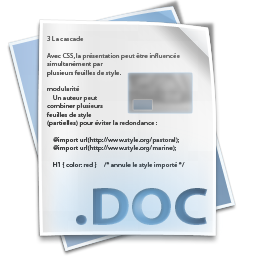 3 La cascade
Avec CSS, la présentation peut être influencée
simultanément par
plusieurs feuilles de style.
modularité
Un auteur peut
combiner plusieurs
feuilles de style
(partielles) pour éviter la redondance :
@import url(http://www.style.org/pastoral);
@import url(http://www.style.org/marine);
H1 { color: red } /* annule le style importé */
.DOC